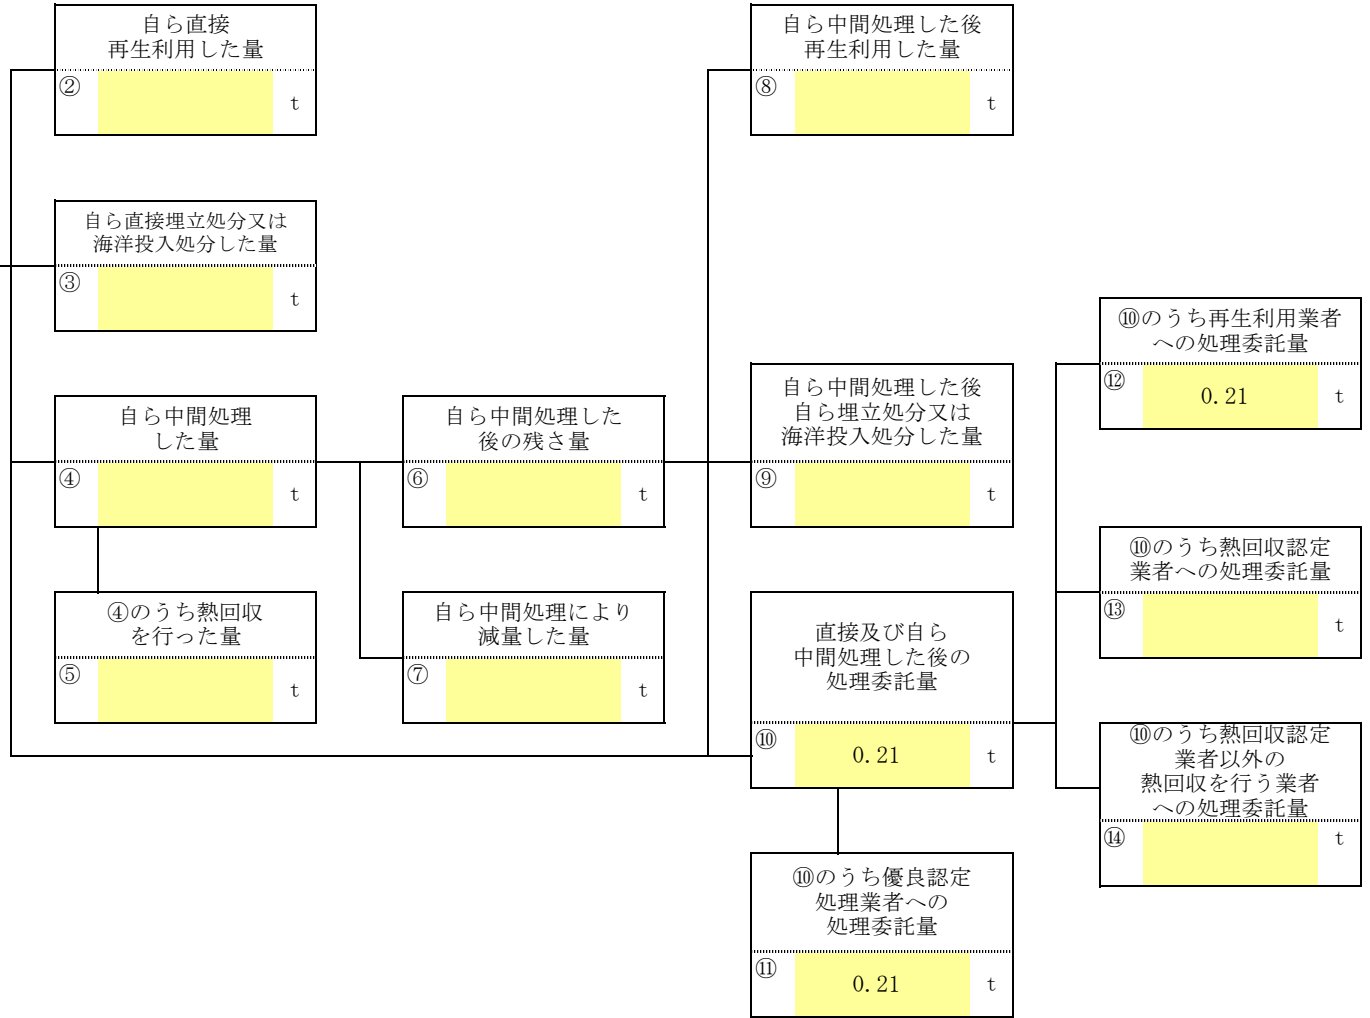 自ら直接
再生利用した量
②
t
自ら中間処理した後
再生利用した量
⑧
t
自ら直接埋立処分又は
海洋投入処分した量
③
t
⑩のうち再生利用業者
への処理委託量
⑫
0.21
t
自ら中間処理
した量
④
t
自ら中間処理した
後の残さ量
⑥
t
自ら中間処理した後
自ら埋立処分又は
海洋投入処分した量
⑨
t
⑩のうち熱回収認定
業者への処理委託量
⑬
t
④のうち熱回収
を行った量
⑤
t
自ら中間処理により
減量した量
⑦
t
直接及び自ら
中間処理した後の
処理委託量
⑩
0.21
t
⑩のうち熱回収認定
業者以外の
熱回収を行う業者
への処理委託量
⑭
t
⑩のうち優良認定
処理業者への
処理委託量
⑪
0.21
t